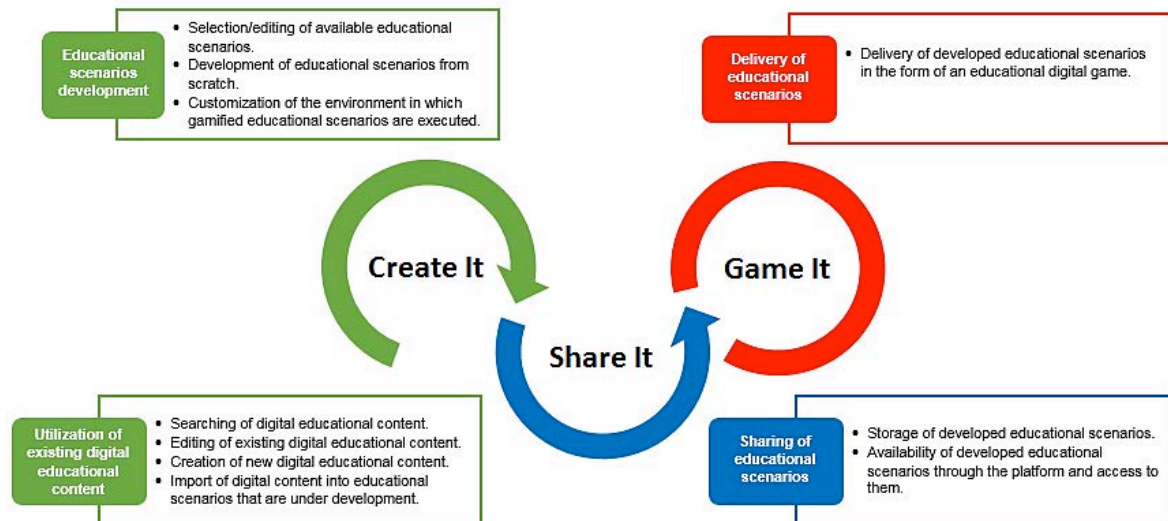 Educational
scenarios
development
• Selection/editing of available educational
scenarios.
• Development of educational scenarios from
scratch.
• Customization of the environment in which
gamified educational scenarios are executed.
Delivery of
educational
scenarios
• Delivery of developed educational scenarios
in the form of an educational digital game.
Create It
Game It
Share It
Utilization of
existing digital
educational
content
• Searching of digital educational content.
• Editing of existing digital educational content.
• Creation of new digital educational content.
• Import of digital content into educational
scenarios that are under development.
Sharing of
educational
scenarios
• Storage of developed educational scenarios.
• Availability of developed educational
scenarios through the platform and access to
them.